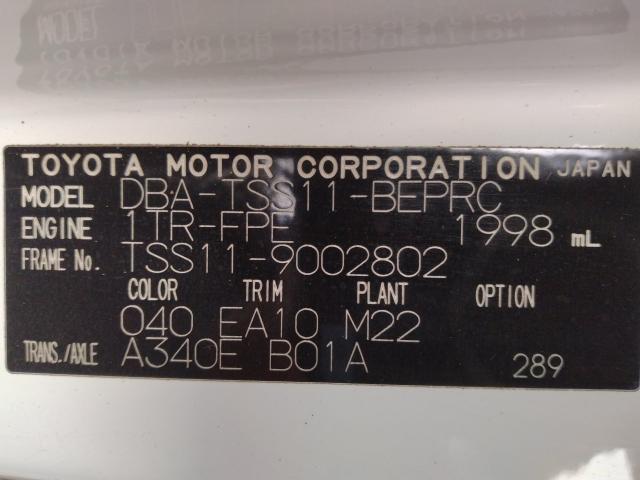 TOYOTA MOTOR CORPORATION JAPAN
MODEL DBA-TSS11-BEPRC
ENGINE 1TR-FPE 1998 mL
FRAME No. TSS11-9002802
COLOR TRIM PLANT OPTION
040 EA10 M22
TRANS./AXLE A340E B01A 289